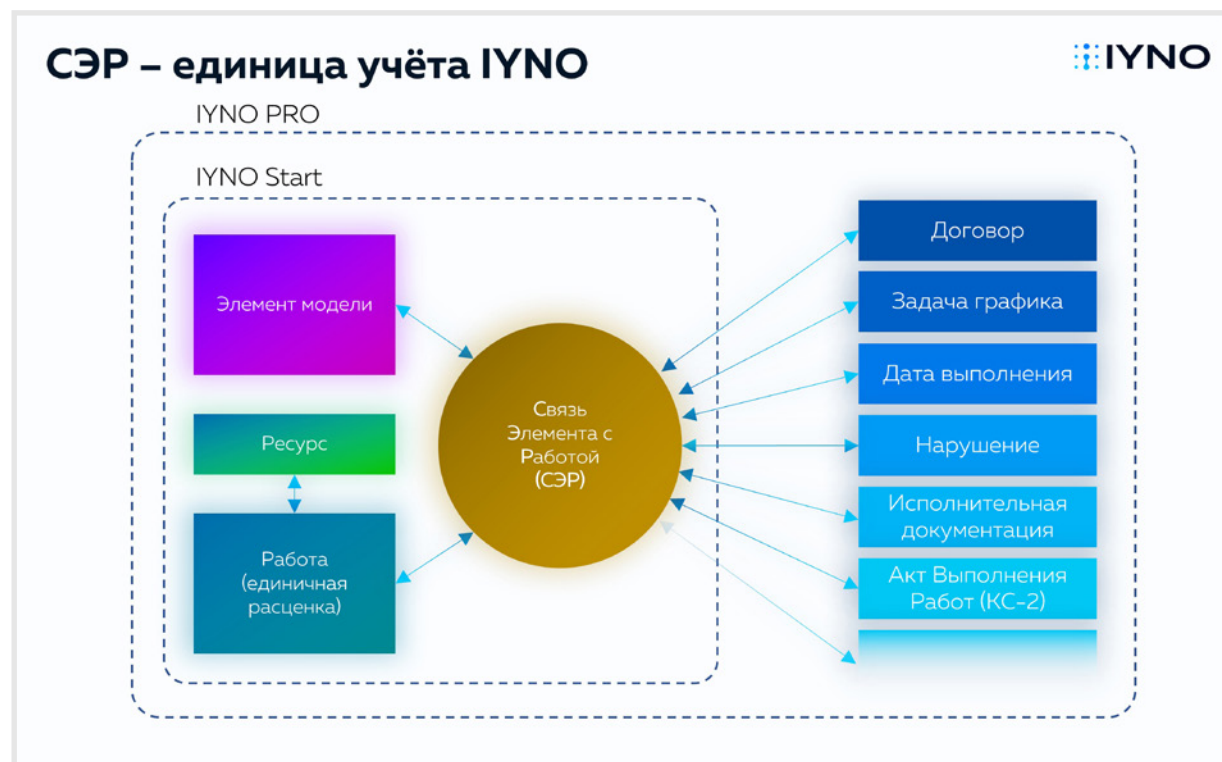 СЭР – единица учёта IYNO
IYNO
IYNO PRO
IYNO Start
Элемент модели
Ресурс
Работа
(единичная
расценка)
Связь
Элемента с
Работой
(СЭР)
Договор
Задача графика
Дата выполнения
Нарушение
Исполнительная
документация
Акт Выполнения
Работ (КС-2)